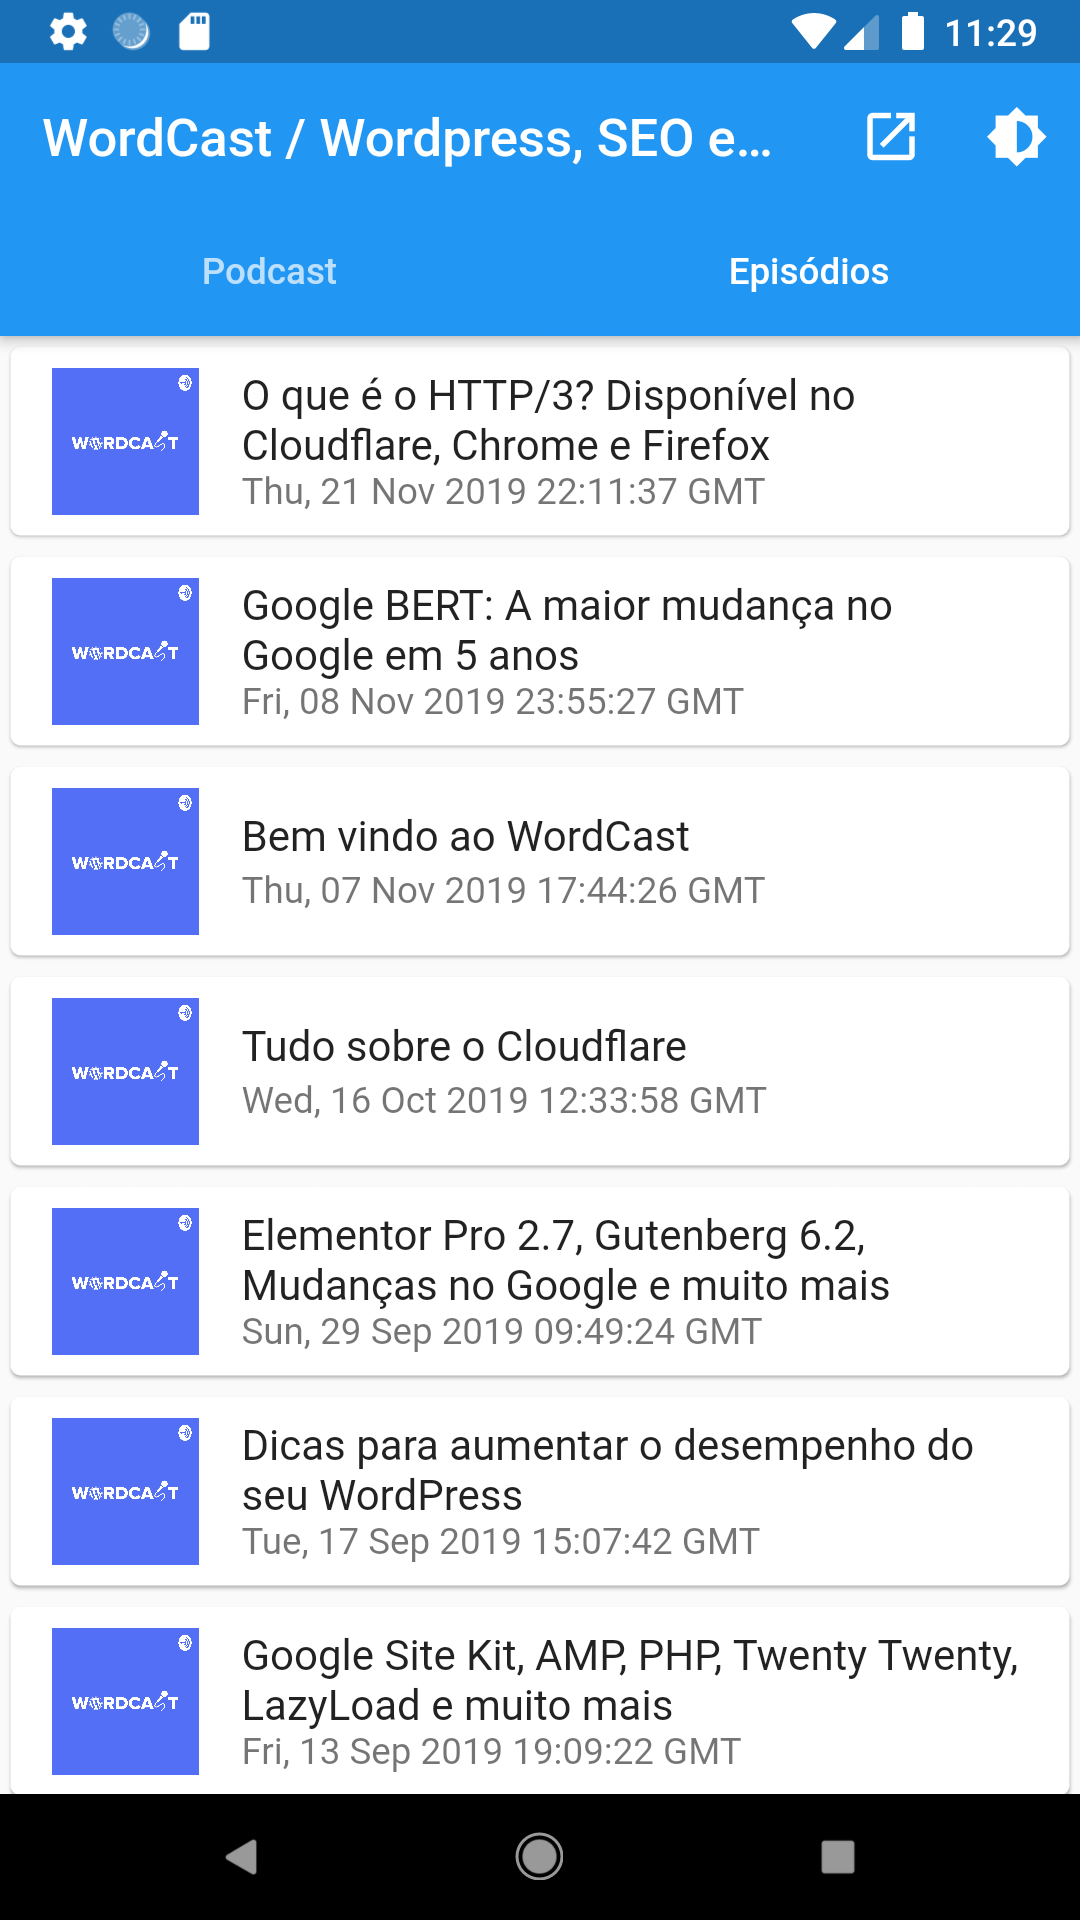 11:29
WordCast / Wordpress, SEO e...
Podcast
Episódios
WORDCAST
O que é o HTTP/3? Disponível no
Cloudflare, Chrome e Firefox
Thu, 21 Nov 2019 22:11:37 GMT
WORDCAST
Google BERT: A maior mudança no
Google em 5 anos
Fri, 08 Nov 2019 23:55:27 GMT
WORDCAST
Bem vindo ao WordCast
Thu, 07 Nov 2019 17:44:26 GMT
WORDCAST
Tudo sobre o Cloudflare
Wed, 16 Oct 2019 12:33:58 GMT
WORDCAST
Elementor Pro 2.7, Gutenberg 6.2,
Mudanças no Google e muito mais
Sun, 29 Sep 2019 09:49:24 GMT
WORDCAST
Dicas para aumentar o desempenho do
seu WordPress
Tue, 17 Sep 2019 15:07:42 GMT
WORDCAST
Google Site Kit, AMP, PHP, Twenty Twenty,
LazyLoad e muito mais
Fri, 13 Sep 2019 19:09:22 GMT